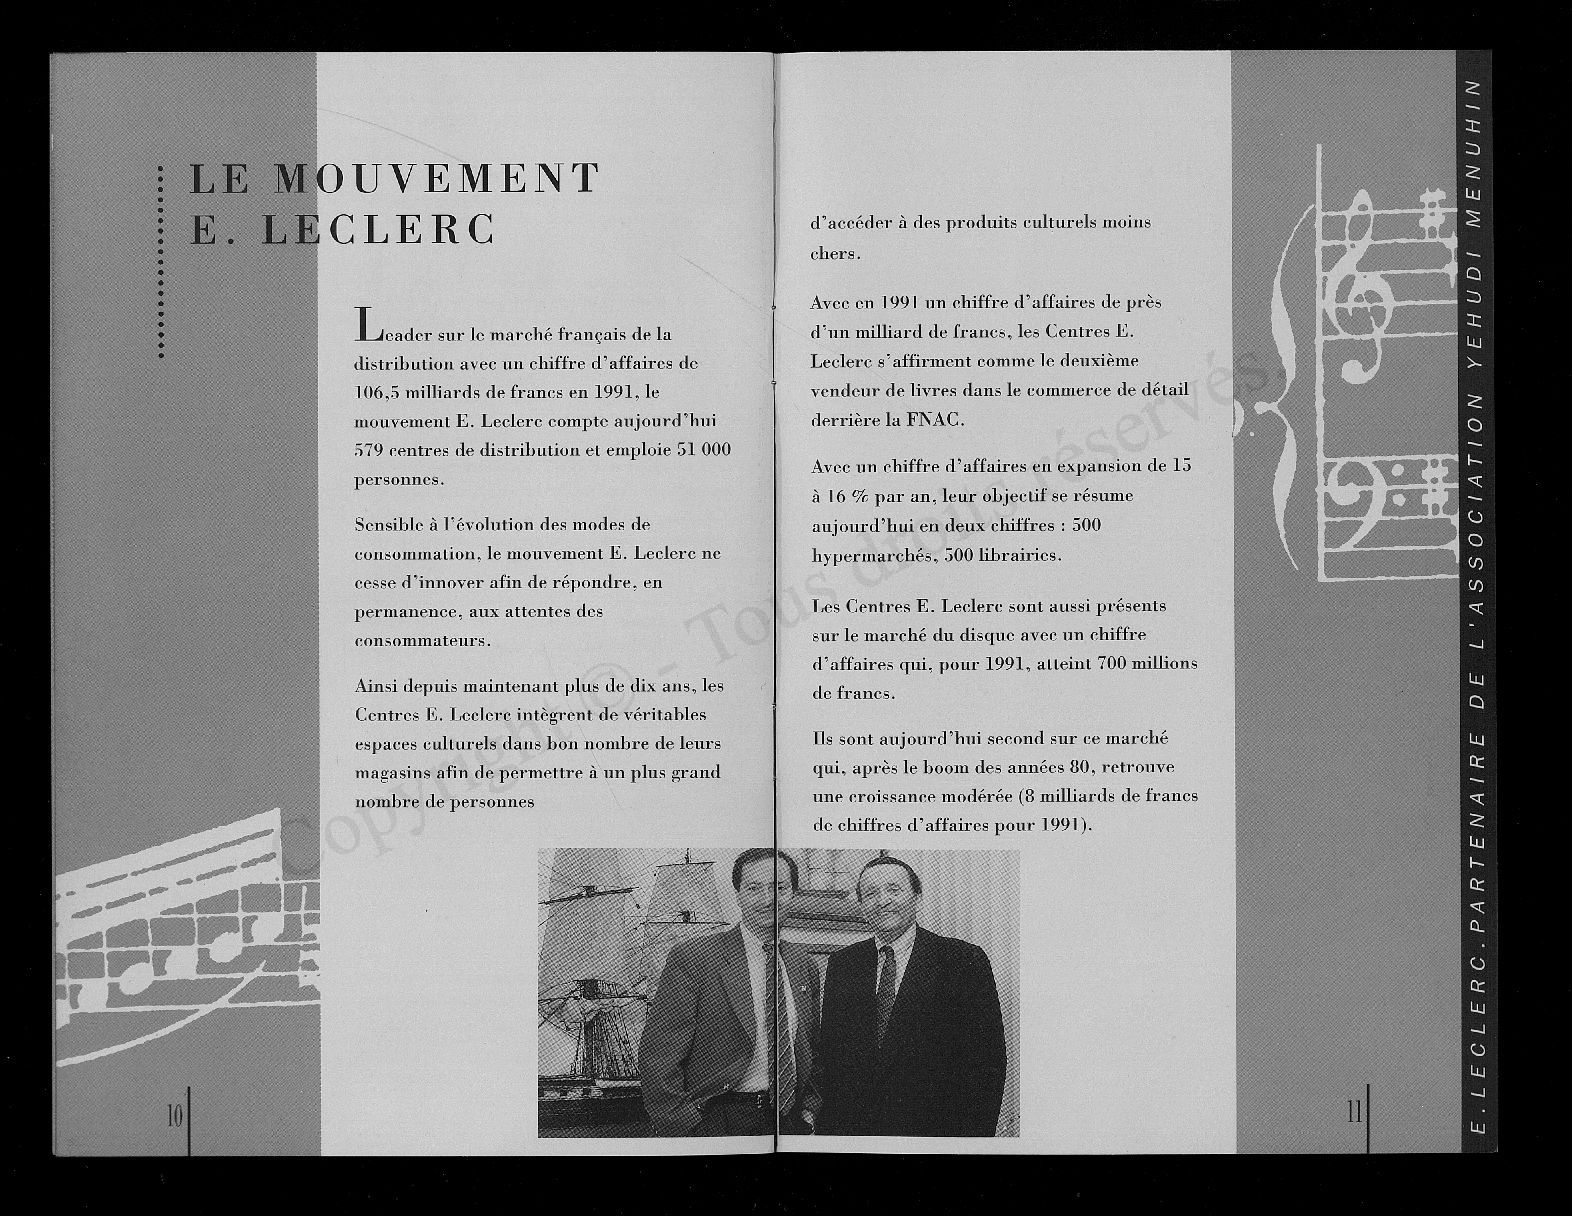 LE MOUVEMENT
E. LECLERC
Leader sur le marché français de la
distribution avec un chiffre d'affaires de
106,5 milliards de francs en 1991, le
mouvement E. Leclerc compte aujourd'hui
579 centres de distribution et emploie 51 000
personnes.
Sensible à l'évolution des modes de
consommation, le mouvement E. Leclerc ne
cesse d'innover afin de répondre, en
permanence, aux attentes des
consommateurs.
Ainsi depuis maintenant plus de dix ans, les
Centres E. Leclerc intègrent de véritables
espaces culturels dans bon nombre de leurs
magasins afin de permettre à un plus grand
nombre de personnes
10
d'accéder à des produits culturels moins
chers.
Avec en 1991 un chiffre d'affaires de près
d'un milliard de francs, les Centres E.
Leclerc s'affirment comme le deuxième
vendeur de livres dans le commerce de détail
derrière la FNAC.
Avec un chiffre d'affaires en expansion de 15
à 16 % par an, leur objectif se résume
aujourd'hui en deux chiffres : 500
hypermarchés, 500 librairies.
Les Centres E. Leclerc sont aussi présents
sur le marché du disque avec un chiffre
d'affaires qui, pour 1991, atteint 700 millions
de francs.
Ils sont aujourd'hui second sur ce marché
qui, après le boom des années 80, retrouve
une croissance modérée (8 milliards de francs
de chiffres d'affaires pour 1991).
11
E.LECLERC.PARTENAIRE DE L'ASSOCIATION YEHUDI MENUHIN
Copyright © - Tous droits réservés.